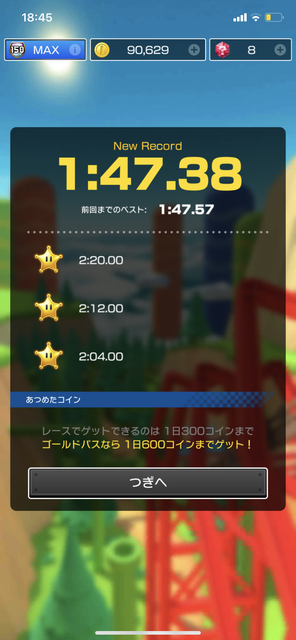 18:45
150 MAX i 90,629 + 8 +
New Record
1:47.38
前回までのベスト: 1:47.57
2:20.00
2:12.00
2:04.00
あつめたコイン
レースでゲットできるのは 1日300コインまで
ゴールドパスなら 1日600コインまでゲット！
つぎへ